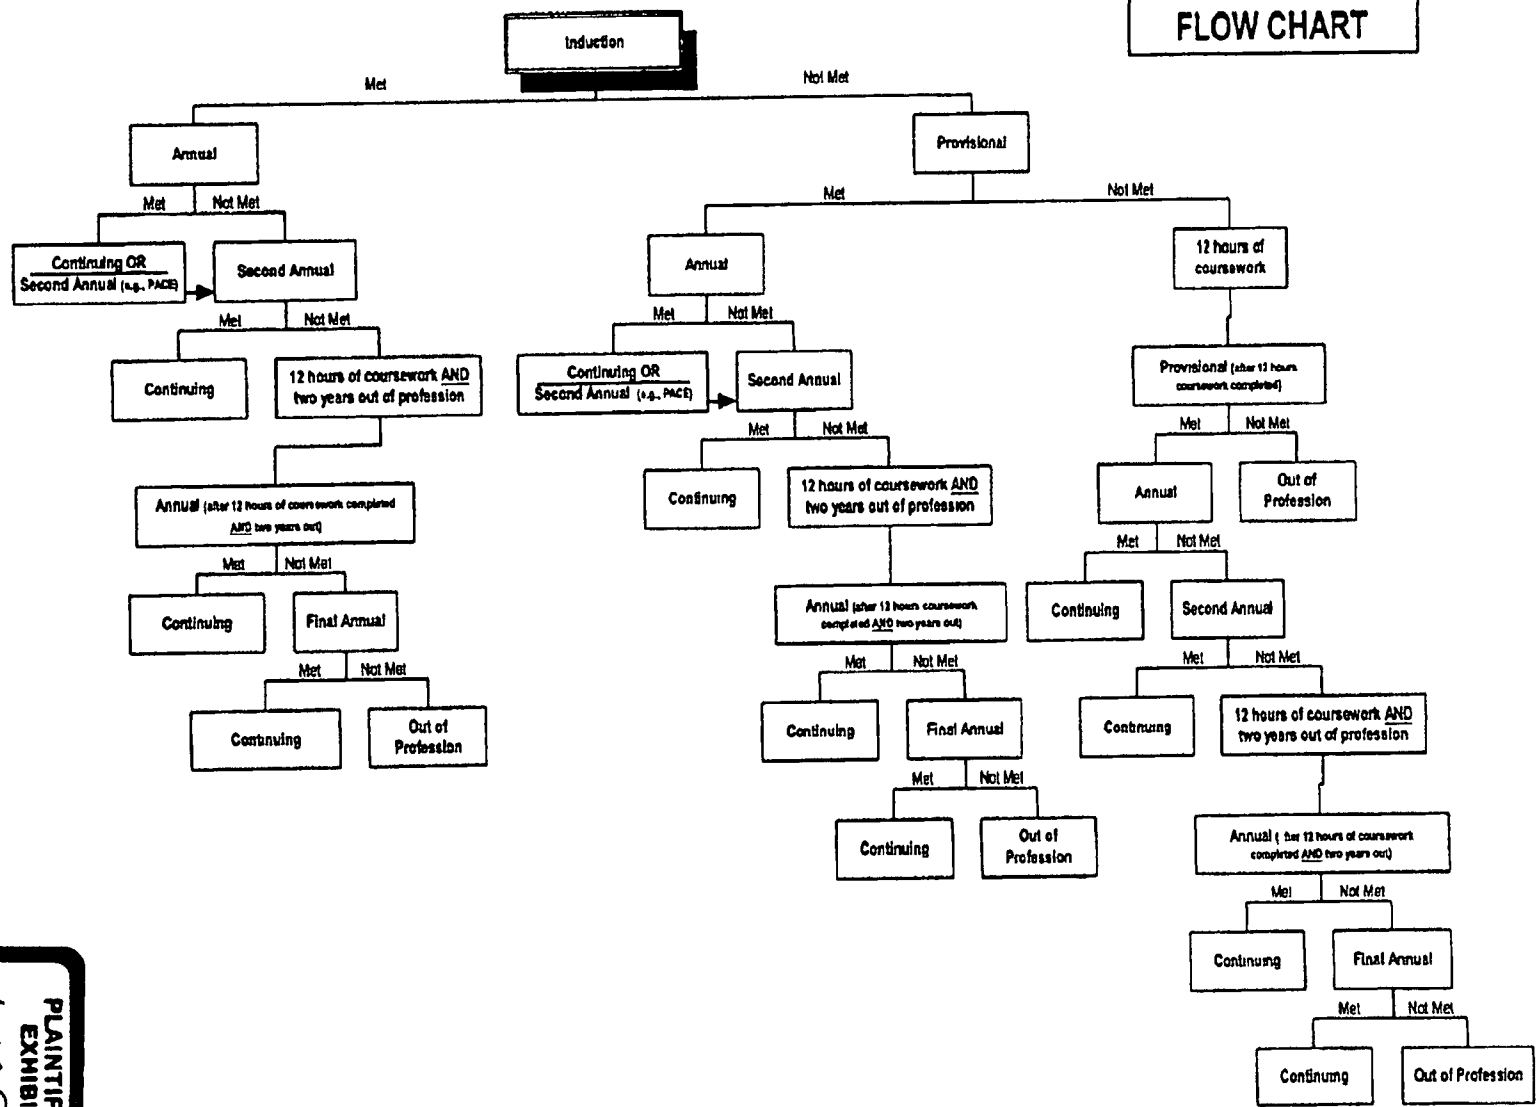 FLOW CHART
Induction
Met
Not Met
Annual
Provisional
Met
Not Met
Met
Not Met
Continuing OR
Second Annual (e.g., PACE)
Second Annual
Annual
12 hours of
coursework
Met
Not Met
Met
Not Met
Continuing
12 hours of coursework AND
two years out of profession
Continuing OR
Second Annual (e.g., PACE)
Second Annual
Provisional (after 12 hours
coursework completed)
Met
Not Met
Met
Not Met
Annual (after 12 hours of coursework completed
AND two years out)
Continuing
12 hours of coursework AND
two years out of profession
Annual
Out of
Profession
Met
Not Met
Met
Not Met
Continuing
Final Annual
Annual (after 12 hours coursework
completed AND two years out)
Continuing
Second Annual
Met
Not Met
Met
Not Met
Met
Not Met
Continuing
Out of
Profession
Continuing
Final Annual
Continuing
12 hours of coursework AND
two years out of profession
Met
Not Met
Continuing
Out of
Profession
Annual ( fter 12 hours of coursework
completed AND two years out)
Met
Not Met
Continuing
Final Annual
Met
Not Met
Continuing
Out of Profession
PLAINTIF
EXHIBI